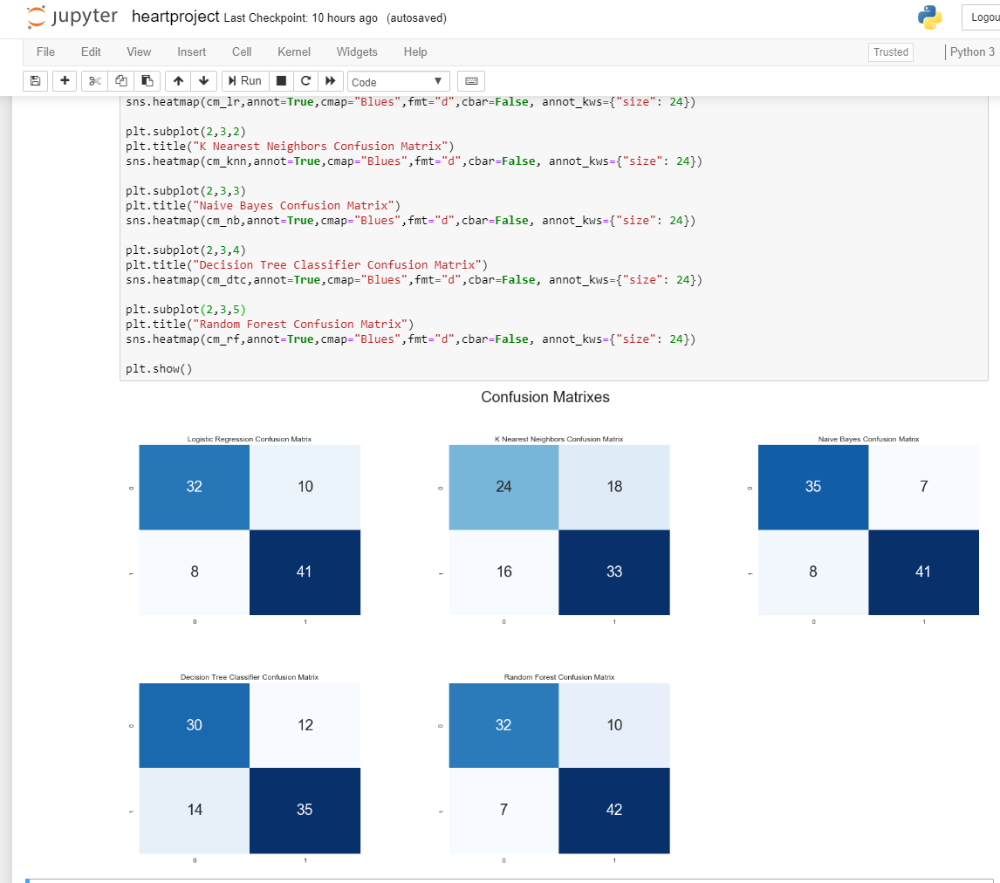 jupyter heartproject Last Checkpoint: 10 hours ago (autosaved)
Logou
File Edit View Insert Cell Kernel Widgets Help Trusted Python 3
Run Code
sns.heatmap(cm_lr,annot=True,cmap="Blues",fmt="d",cbar=False, annot_kws={"size": 24})
plt.subplot(2,3,2)
plt.title("K Nearest Neighbors Confusion Matrix")
sns.heatmap(cm_knn,annot=True,cmap="Blues",fmt="d",cbar=False, annot_kws={"size": 24})
plt.subplot(2,3,3)
plt.title("Naive Bayes Confusion Matrix")
sns.heatmap(cm_nb,annot=True,cmap="Blues",fmt="d",cbar=False, annot_kws={"size": 24})
plt.subplot(2,3,4)
plt.title("Decision Tree Classifier Confusion Matrix")
sns.heatmap(cm_dtc,annot=True,cmap="Blues",fmt="d",cbar=False, annot_kws={"size": 24})
plt.subplot(2,3,5)
plt.title("Random Forest Confusion Matrix")
sns.heatmap(cm_rf,annot=True,cmap="Blues",fmt="d",cbar=False, annot_kws={"size": 24})
plt.show()
Confusion Matrixes
Logistic Regression Confusion Matrix
0 32 10
1 8 41
0 1
K Nearest Neighbors Confusion Matrix
0 24 18
1 16 33
0 1
Naive Bayes Confusion Matrix
0 35 7
1 8 41
0 1
Decision Tree Classifier Confusion Matrix
0 30 12
1 14 35
0 1
Random Forest Confusion Matrix
0 32 10
1 7 42
0 1